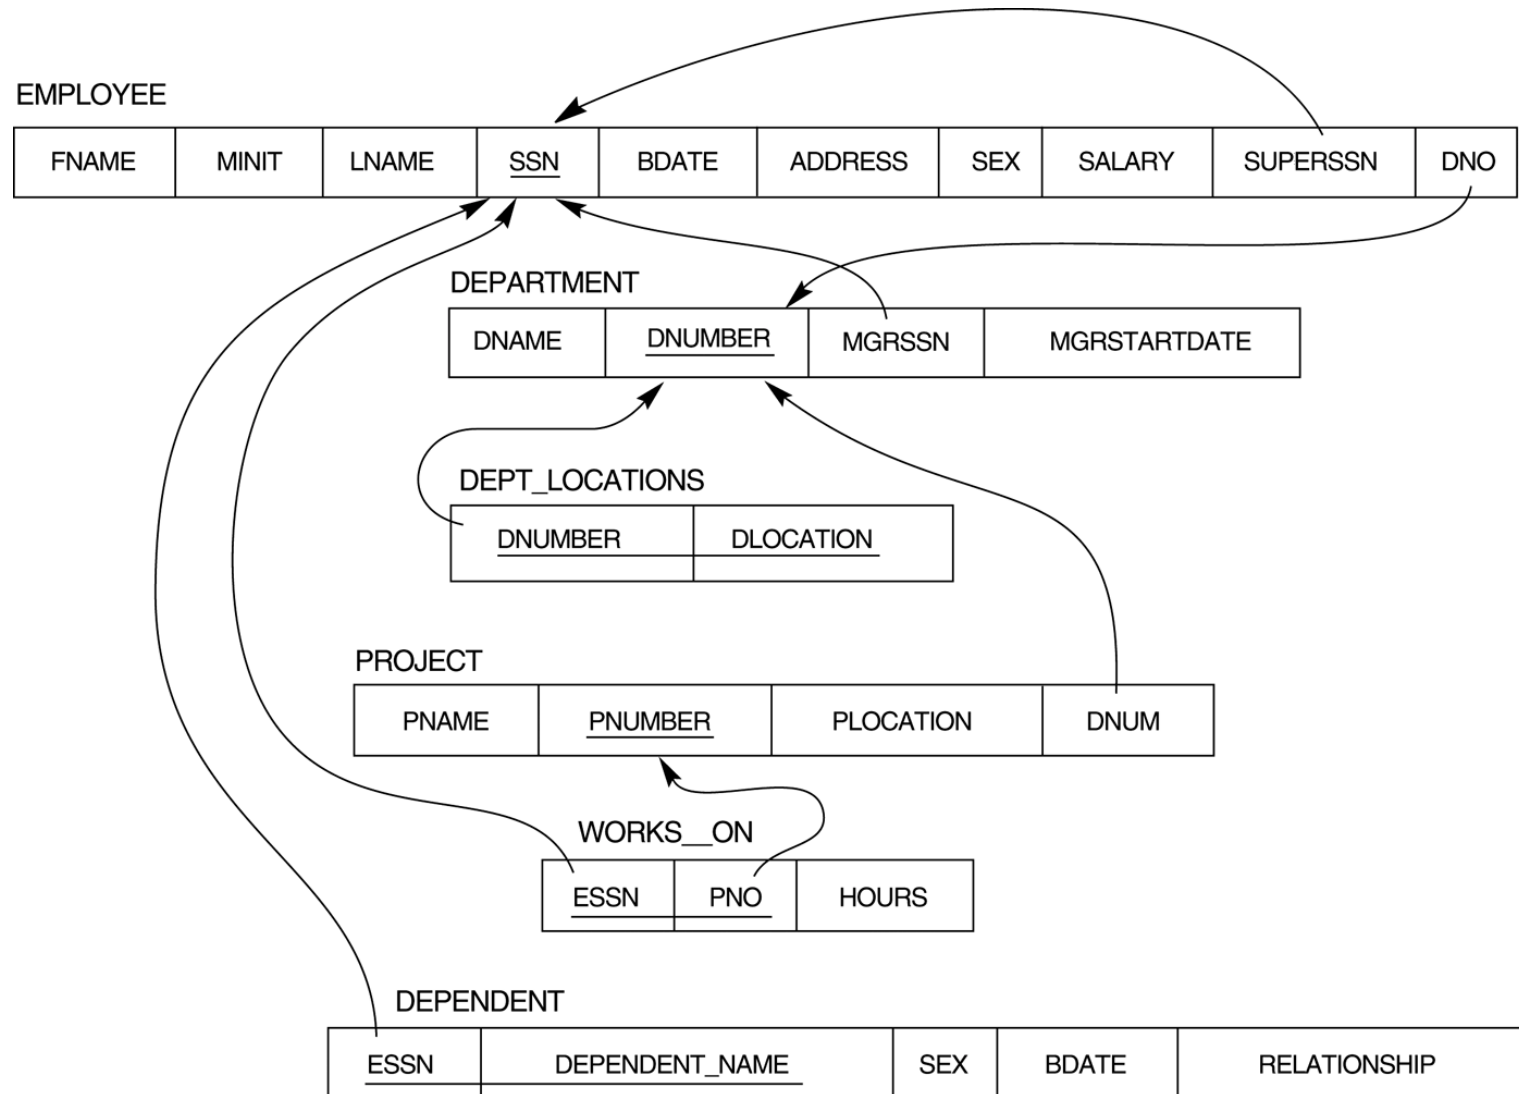 EMPLOYEE
FNAME MINIT LNAME SSN BDATE ADDRESS SEX SALARY SUPERSSN DNO
DEPARTMENT
DNAME DNUMBER MGRSSN MGRSTARTDATE
DEPT_LOCATIONS
DNUMBER DLOCATION
PROJECT
PNAME PNUMBER PLOCATION DNUM
WORKS__ON
ESSN PNO HOURS
DEPENDENT
ESSN DEPENDENT_NAME SEX BDATE RELATIONSHIP